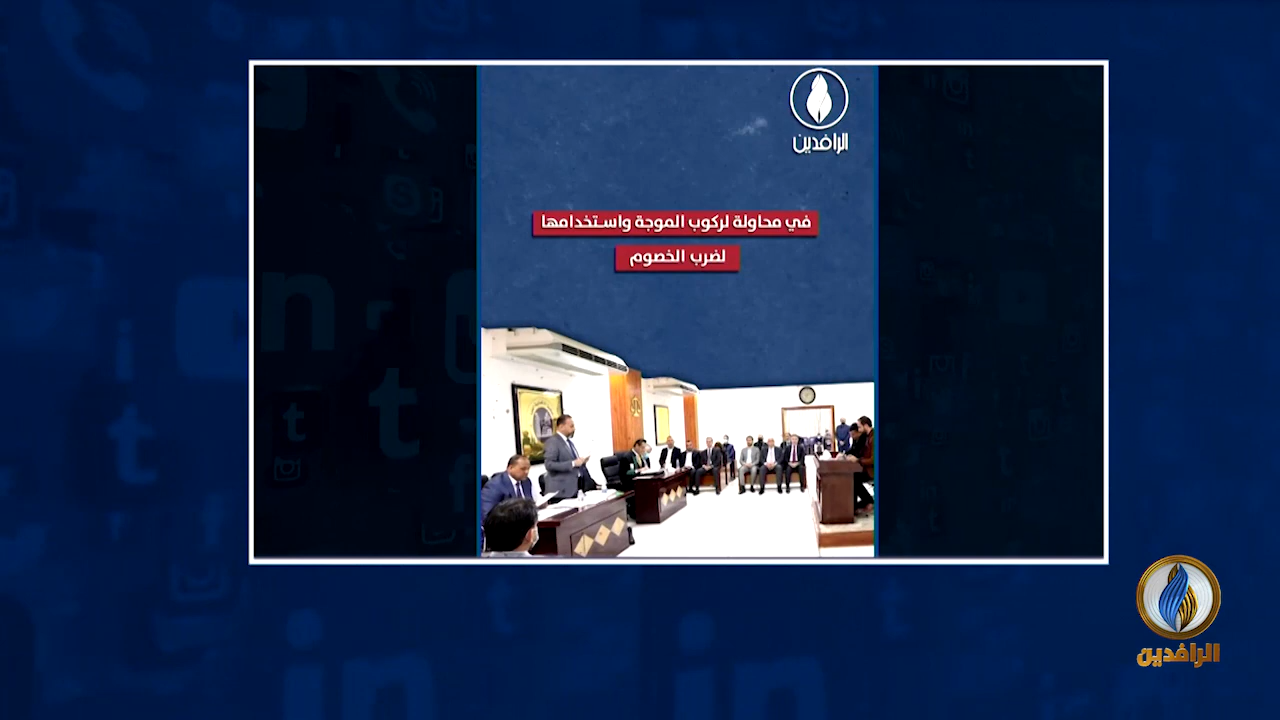 الرافدين
في محاولة لركوب الموجة واستخدامها
لضرب الخصوم
الرافدين